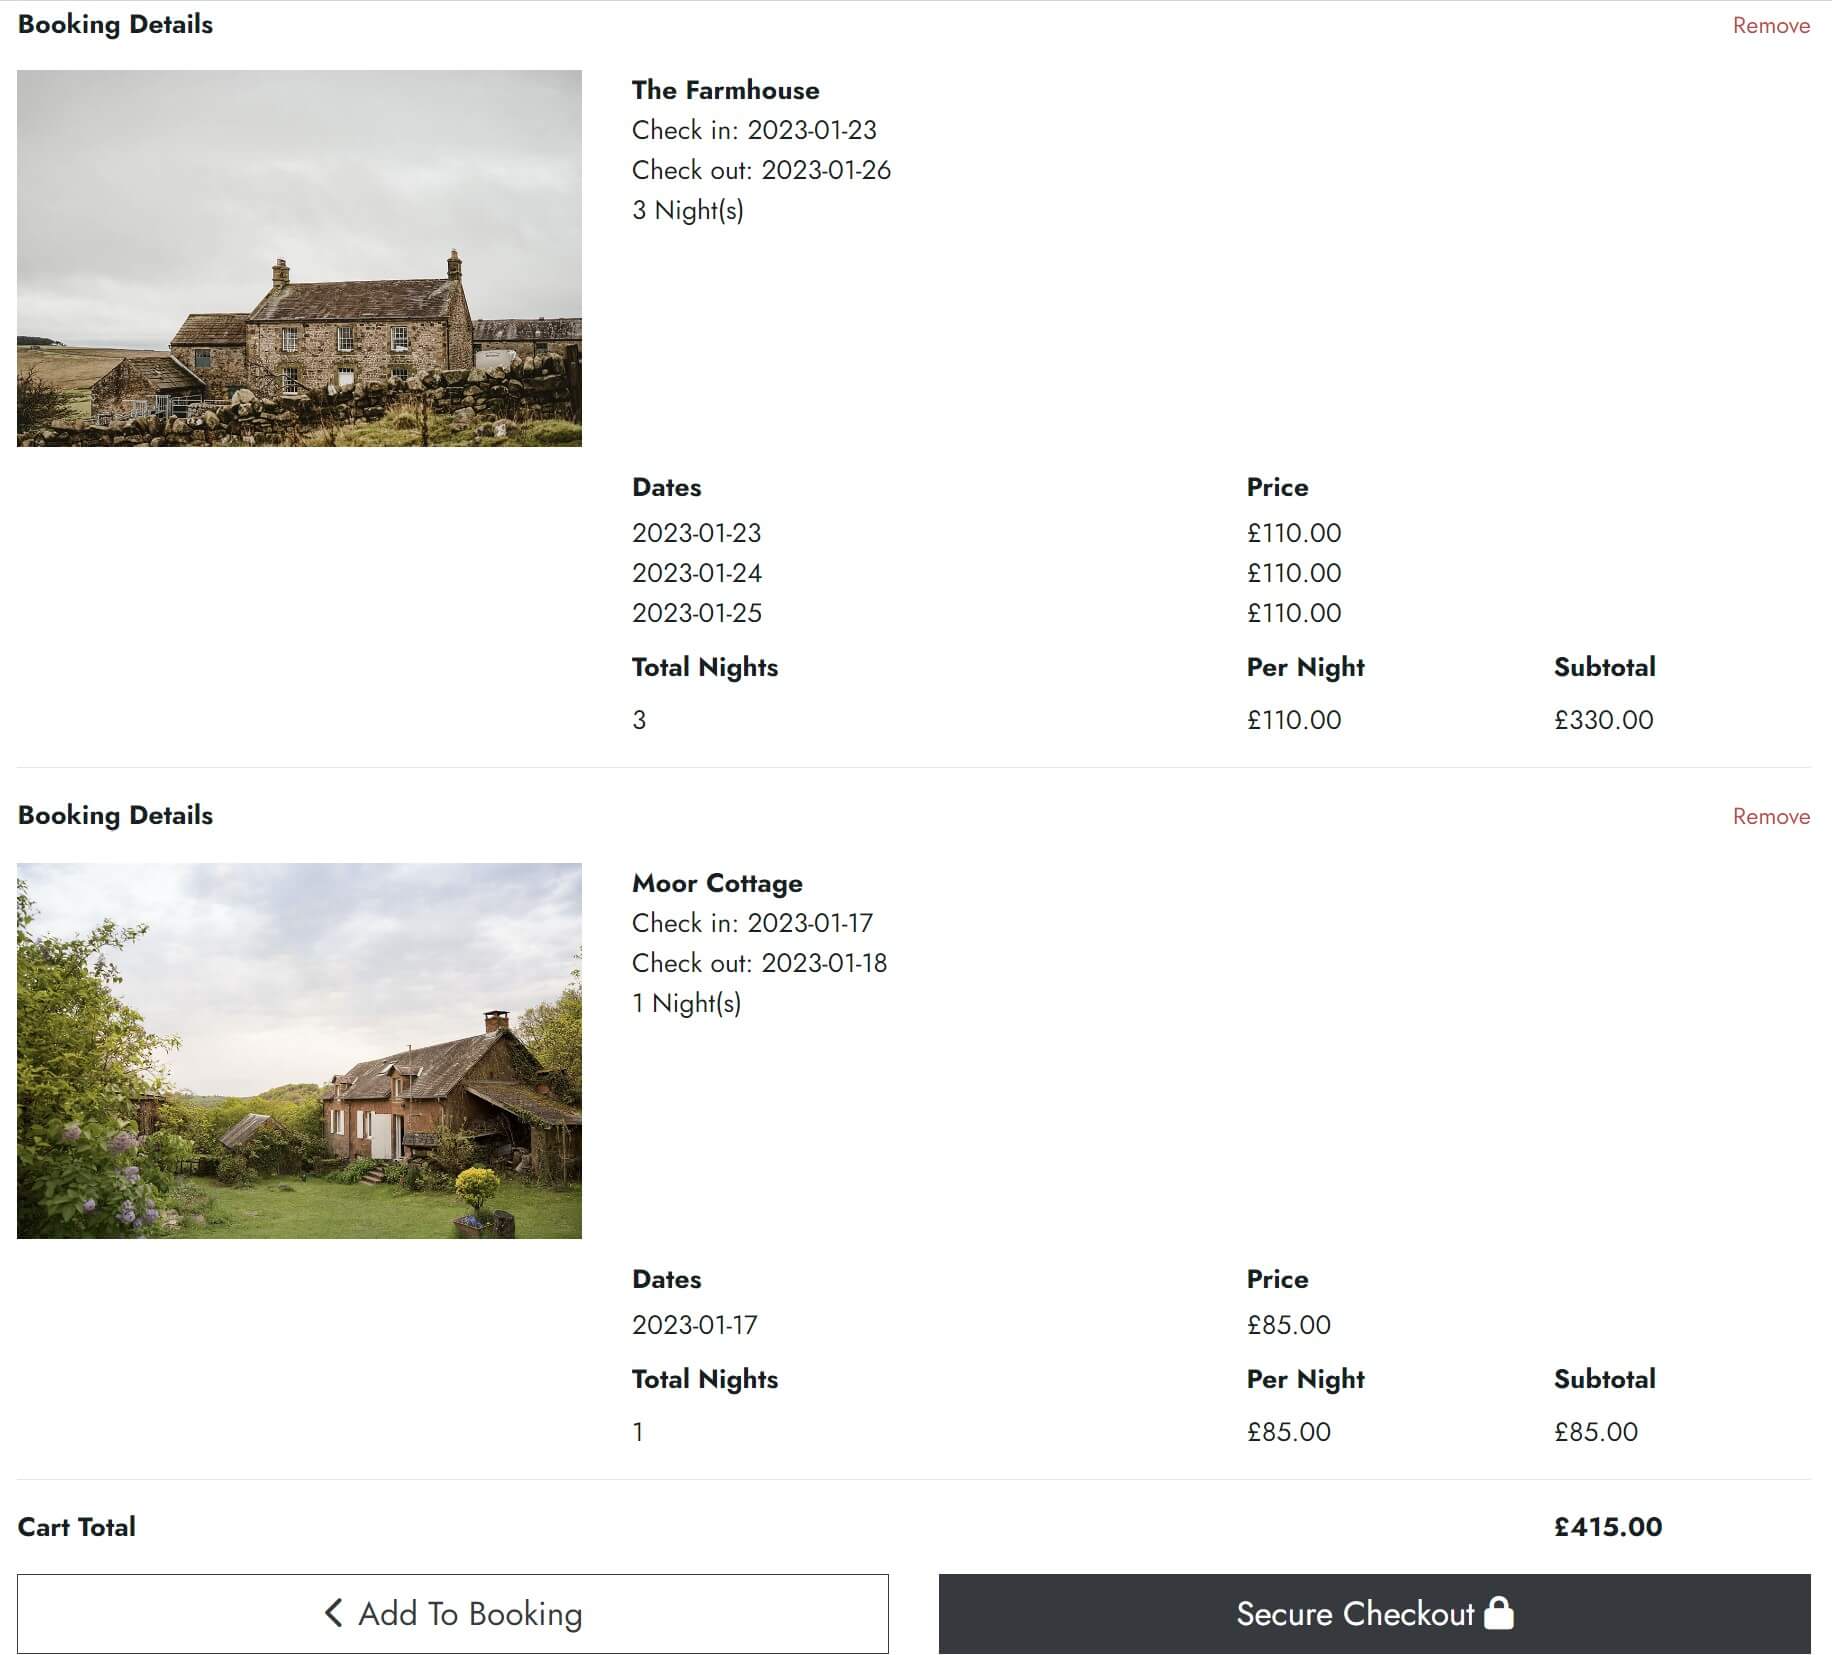 Booking Details
Remove
The Farmhouse
Check in: 2023-01-23
Check out: 2023-01-26
3 Night(s)
Dates Price
2023-01-23 £110.00
2023-01-24 £110.00
2023-01-25 £110.00
Total Nights Per Night Subtotal
3 £110.00 £330.00
Booking Details
Remove
Moor Cottage
Check in: 2023-01-17
Check out: 2023-01-18
1 Night(s)
Dates Price
2023-01-17 £85.00
Total Nights Per Night Subtotal
1 £85.00 £85.00
Cart Total £415.00
Add To Booking
Secure Checkout